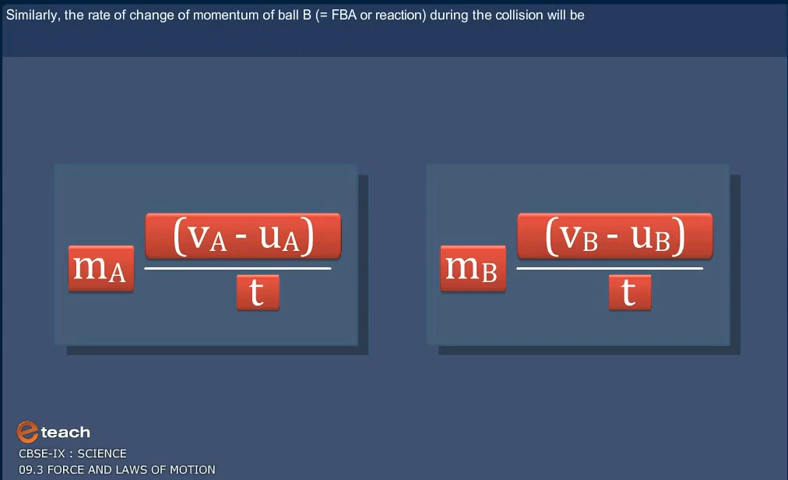 Similarly, the rate of change of momentum of ball B (= FBA or reaction) during the collision will be
mA (vA - uA) / t
mB (vB - uB) / t
e teach
CBSE-IX : SCIENCE
09.3 FORCE AND LAWS OF MOTION